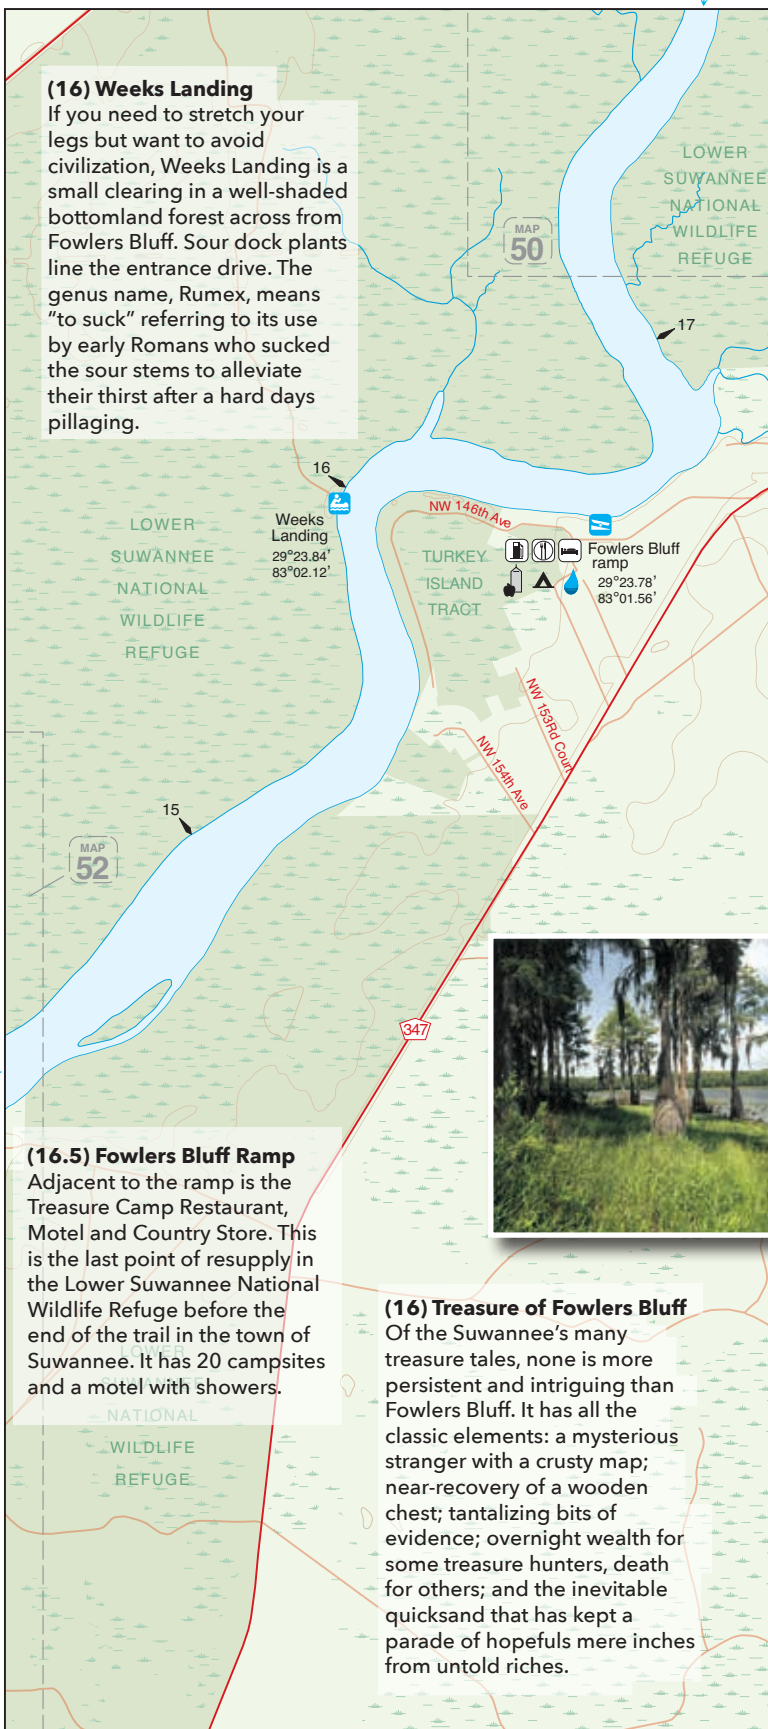 (16) Weeks Landing
If you need to stretch your
legs but want to avoid
civilization, Weeks Landing is a
small clearing in a well-shaded
bottomland forest across from
Fowlers Bluff. Sour dock plants
line the entrance drive. The
genus name, Rumex, means
“to suck” referring to its use
by early Romans who sucked
the sour stems to alleviate
their thirst after a hard days
pillaging.
LOWER
SUWANNEE
NATIONAL
WILDLIFE
REFUGE
MAP
50
17
16
Weeks
Landing
29°23.84’
83°02.12’
LOWER
SUWANNEE
NATIONAL
WILDLIFE
REFUGE
NW 146th Ave
TURKEY
ISLAND
TRACT
Fowlers Bluff
ramp
29°23.78’
83°01.56’
NW 153Rd Court
NW 154th Ave
15
MAP
52
347
(16.5) Fowlers Bluff Ramp
Adjacent to the ramp is the
Treasure Camp Restaurant,
Motel and Country Store. This
is the last point of resupply in
the Lower Suwannee National
Wildlife Refuge before the
end of the trail in the town of
Suwannee. It has 20 campsites
and a motel with showers.
LOWER
SUWANNEE
NATIONAL
WILDLIFE
REFUGE
(16) Treasure of Fowlers Bluff
Of the Suwannee’s many
treasure tales, none is more
persistent and intriguing than
Fowlers Bluff. It has all the
classic elements: a mysterious
stranger with a crusty map;
near-recovery of a wooden
chest; tantalizing bits of
evidence; overnight wealth for
some treasure hunters, death
for others; and the inevitable
quicksand that has kept a
parade of hopefuls mere inches
from untold riches.